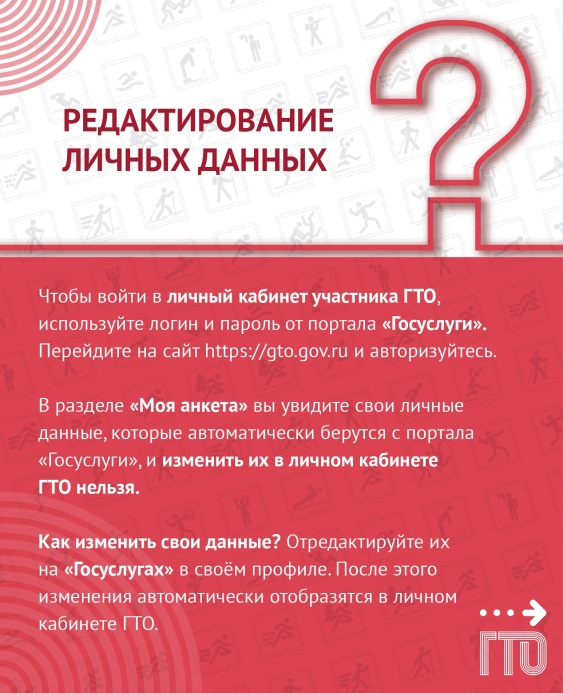 РЕДАКТИРОВАНИЕ
ЛИЧНЫХ ДАННЫХ
Чтобы войти в личный кабинет участника ГТО,
используйте логин и пароль от портала «Госуслуги».
Перейдите на сайт https://gto.gov.ru и авторизуйтесь.
В разделе «Моя анкета» вы увидите свои личные
данные, которые автоматически берутся с портала
«Госуслуги», и изменить их в личном кабинете
ГТО нельзя.
Как изменить свои данные? Отредактируйте их
на «Госуслугах» в своём профиле. После этого
изменения автоматически отобразятся в личном
кабинете ГТО.
ГТО